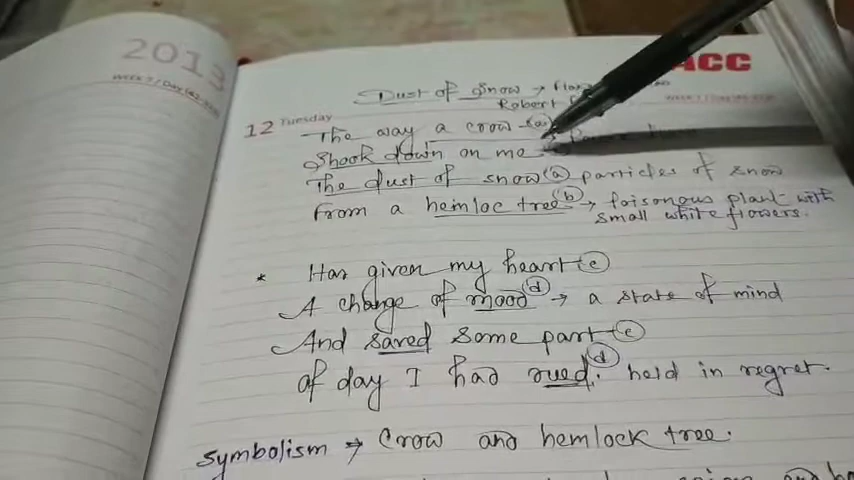 2013
WEEK 7 / Day
ACC
Dust of Snow →
Robert
12 Tuesday
The way a crow (a)
Shook down on me
The dust of snow (a) particles of snow
From a hemloc tree (b) → poisonous plant with
small white flowers.
* Has given my heart (c)
A change of mood (d) → a state of mind
And saved some part (c)
of day I had rued (d). held in regret.
symbolism → Crow and hemlock tree.